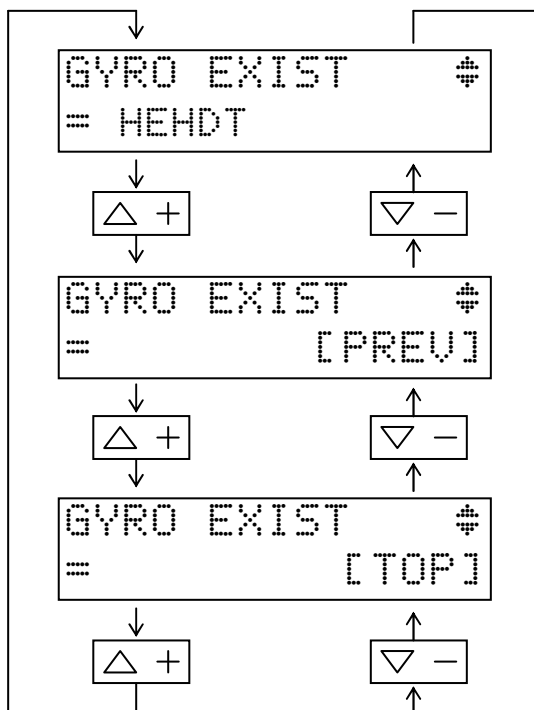 GYRO EXIST
= HEHDT
△ +
▽ −
GYRO EXIST
= [PREV]
△ +
▽ −
GYRO EXIST
= [TOP]
△ +
▽ −